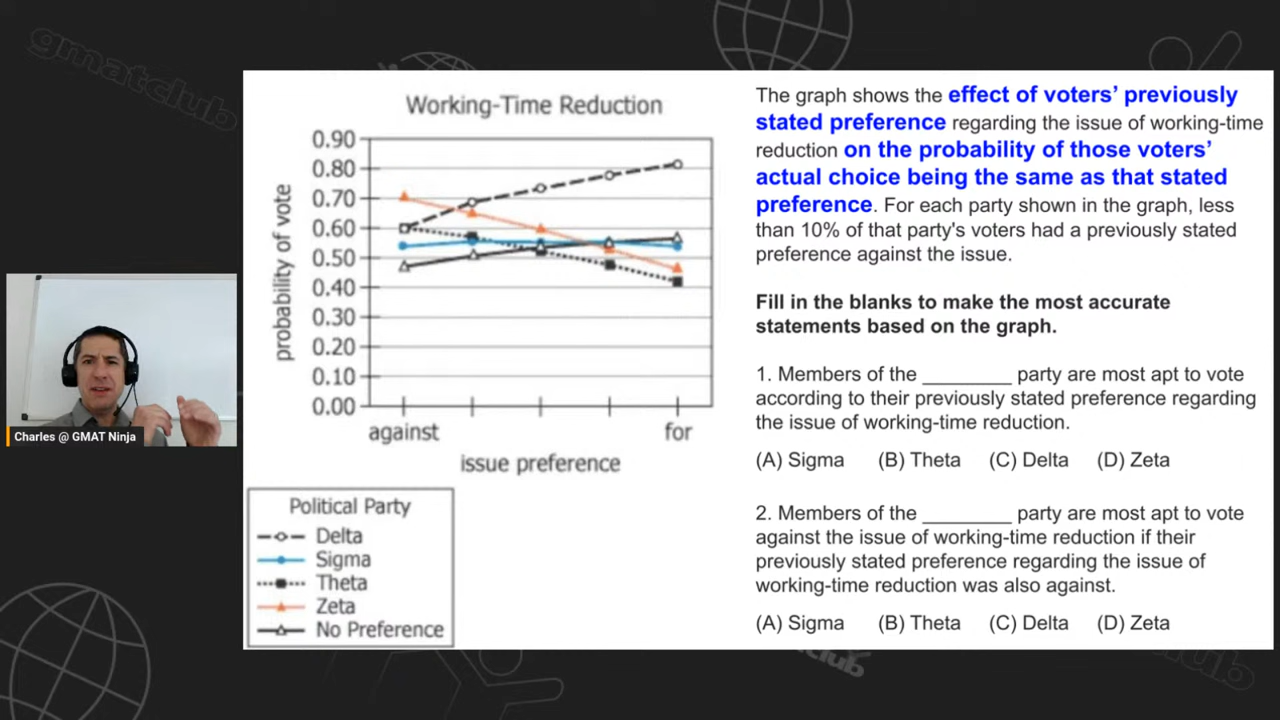 gmatclub
Working-Time Reduction
0.90
0.80
0.70
0.60
0.50
0.40
0.30
0.20
0.10
0.00
probability of vote
against
for
issue preference
Political Party
Delta
Sigma
Theta
Zeta
No Preference
The graph shows the effect of voters' previously
stated preference regarding the issue of working-time
reduction on the probability of those voters'
actual choice being the same as that stated
preference. For each party shown in the graph, less
than 10% of that party's voters had a previously stated
preference against the issue.
Fill in the blanks to make the most accurate
statements based on the graph.
1. Members of the ________ party are most apt to vote
according to their previously stated preference regarding
the issue of working-time reduction.
(A) Sigma (B) Theta (C) Delta (D) Zeta
2. Members of the ________ party are most apt to vote
against the issue of working-time reduction if their
previously stated preference regarding the issue of
working-time reduction was also against.
(A) Sigma (B) Theta (C) Delta (D) Zeta
Charles @ GMAT Ninja